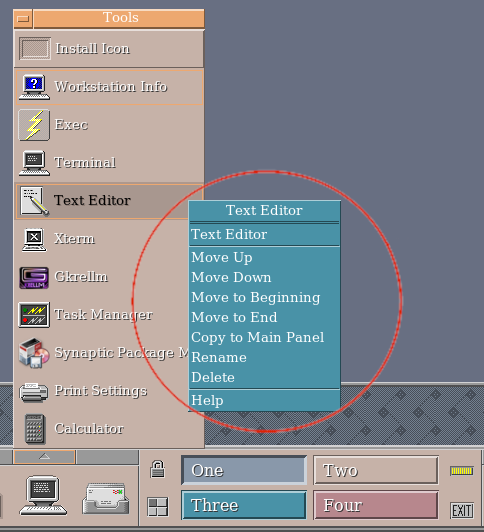 Tools
Install Icon
Workstation Info
Exec
Terminal
Text Editor
Xterm
Gkrellm
Task Manager
Synaptic Package M
Print Settings
Calculator
Text Editor
Text Editor
Move Up
Move Down
Move to Beginning
Move to End
Copy to Main Panel
Rename
Delete
Help
One
Two
Three
Four
EXIT